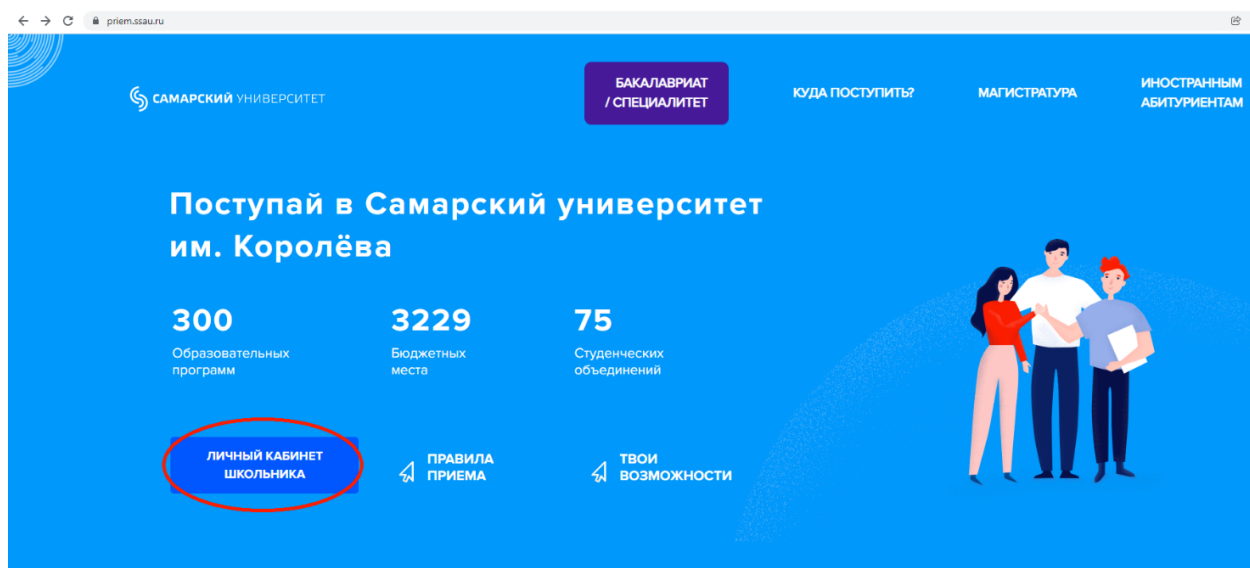 priem.ssau.ru
САМАРСКИЙ УНИВЕРСИТЕТ
БАКАЛАВРИАТ
/ СПЕЦИАЛИТЕТ
КУДА ПОСТУПИТЬ?
МАГИСТРАТУРА
ИНОСТРАННЫМ
АБИТУРИЕНТАМ
Поступай в Самарский университет
им. Королёва
300
Образовательных
программ
3229
Бюджетных
места
75
Студенческих
объединений
ЛИЧНЫЙ КАБИНЕТ
ШКОЛЬНИКА
ПРАВИЛА
ПРИЕМА
ТВОИ
ВОЗМОЖНОСТИ